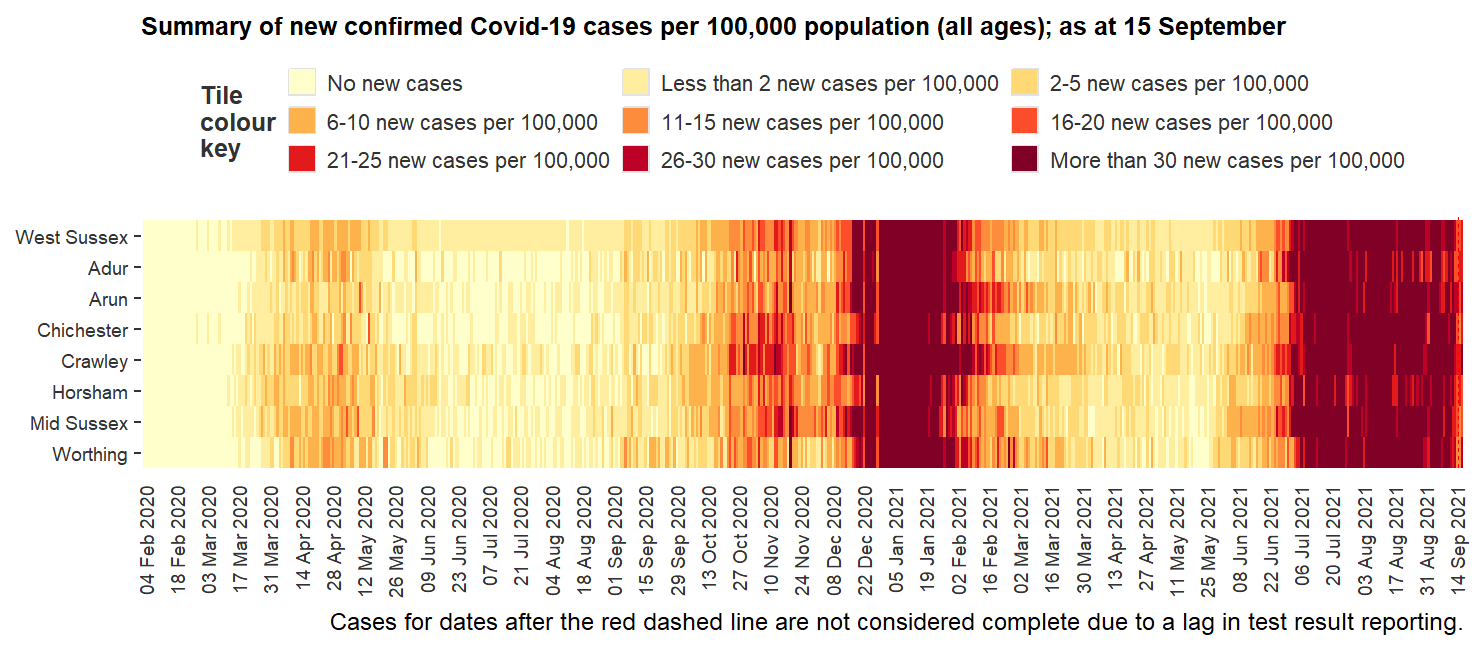 Summary of new confirmed Covid-19 cases per 100,000 population (all ages); as at 15 September
Tile
colour
key
No new cases
Less than 2 new cases per 100,000
2-5 new cases per 100,000
6-10 new cases per 100,000
11-15 new cases per 100,000
16-20 new cases per 100,000
21-25 new cases per 100,000
26-30 new cases per 100,000
More than 30 new cases per 100,000
West Sussex
Adur
Arun
Chichester
Crawley
Horsham
Mid Sussex
Worthing
04 Feb 2020
18 Feb 2020
03 Mar 2020
17 Mar 2020
31 Mar 2020
14 Apr 2020
28 Apr 2020
12 May 2020
26 May 2020
09 Jun 2020
23 Jun 2020
07 Jul 2020
21 Jul 2020
04 Aug 2020
18 Aug 2020
01 Sep 2020
15 Sep 2020
29 Sep 2020
13 Oct 2020
27 Oct 2020
10 Nov 2020
24 Nov 2020
08 Dec 2020
22 Dec 2020
05 Jan 2021
19 Jan 2021
02 Feb 2021
16 Feb 2021
02 Mar 2021
16 Mar 2021
30 Mar 2021
13 Apr 2021
27 Apr 2021
11 May 2021
25 May 2021
08 Jun 2021
22 Jun 2021
06 Jul 2021
20 Jul 2021
03 Aug 2021
17 Aug 2021
31 Aug 2021
14 Sep 2021
Cases for dates after the red dashed line are not considered complete due to a lag in test result reporting.